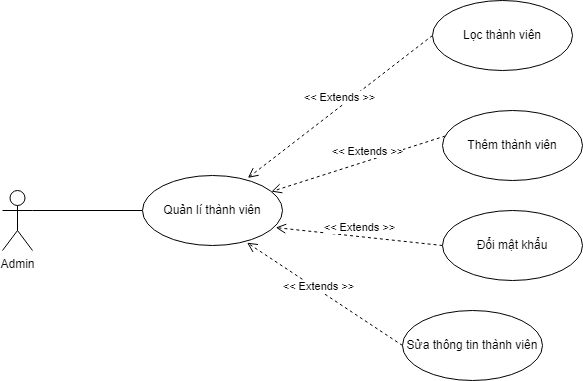 Lọc thành viên
<< Extends >>
Thêm thành viên
<< Extends >>
Quản lí thành viên
<< Extends >>
Đổi mật khẩu
Admin
<< Extends >>
Sửa thông tin thành viên